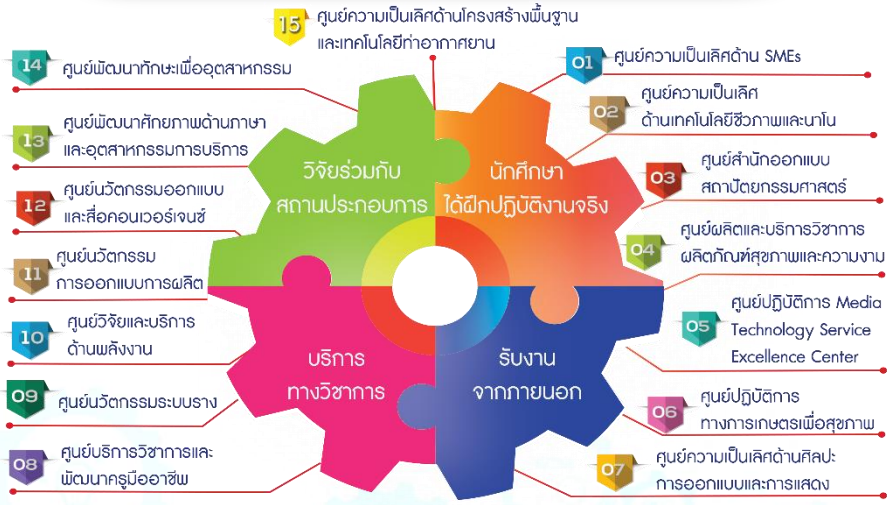 15
ศูนย์ความเป็นเลิศด้านโครงสร้างพื้นฐาน
และเทคโนโลยีท่าอากาศยาน
01
ศูนย์ความเป็นเลิศด้าน SMEs
02
ศูนย์ความเป็นเลิศ
ด้านเทคโนโลยีชีวภาพและนาโน
03
ศูนย์สำนักออกแบบ
สถาปัตยกรรมศาสตร์
04
ศูนย์ผลิตและบริการวิชาการ
ผลิตภัณฑ์สุขภาพและความงาม
05
ศูนย์ปฏิบัติการ Media
Technology Service
Excellence Center
06
ศูนย์ปฏิบัติการ
ทางการเกษตรเพื่อสุขภาพ
07
ศูนย์ความเป็นเลิศด้านศิลปะ
การออกแบบและการแสดง
08
ศูนย์บริการวิชาการและ
พัฒนาครูมืออาชีพ
09
ศูนย์นวัตกรรมระบบราง
10
ศูนย์วิจัยและบริการ
ด้านพลังงาน
11
ศูนย์นวัตกรรม
การออกแบบการผลิต
12
ศูนย์นวัตกรรมออกแบบ
และสื่อคอนเวอร์เจนซ์
13
ศูนย์พัฒนาศักยภาพด้านภาษา
และอุตสาหกรรมการบริการ
14
ศูนย์พัฒนาทักษะเพื่ออุตสาหกรรม
วิจัยร่วมกับ
สถานประกอบการ
นักศึกษา
ได้ฝึกปฏิบัติงานจริง
บริการ
ทางวิชาการ
รับงาน
จากภายนอก